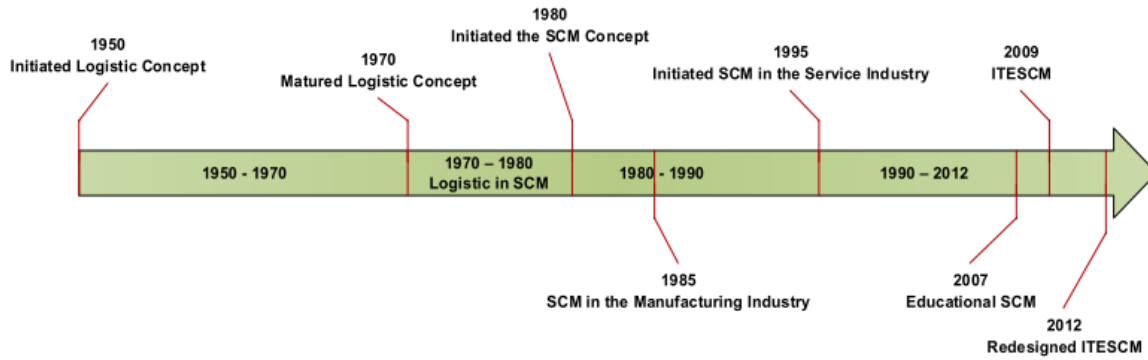 1950
Initiated Logistic Concept
1970
Matured Logistic Concept
1980
Initiated the SCM Concept
1995
Initiated SCM in the Service Industry
2009
ITESCM
1950 - 1970
1970 – 1980
Logistic in SCM
1980 - 1990
1990 – 2012
1985
SCM in the Manufacturing Industry
2007
Educational SCM
2012
Redesigned ITESCM